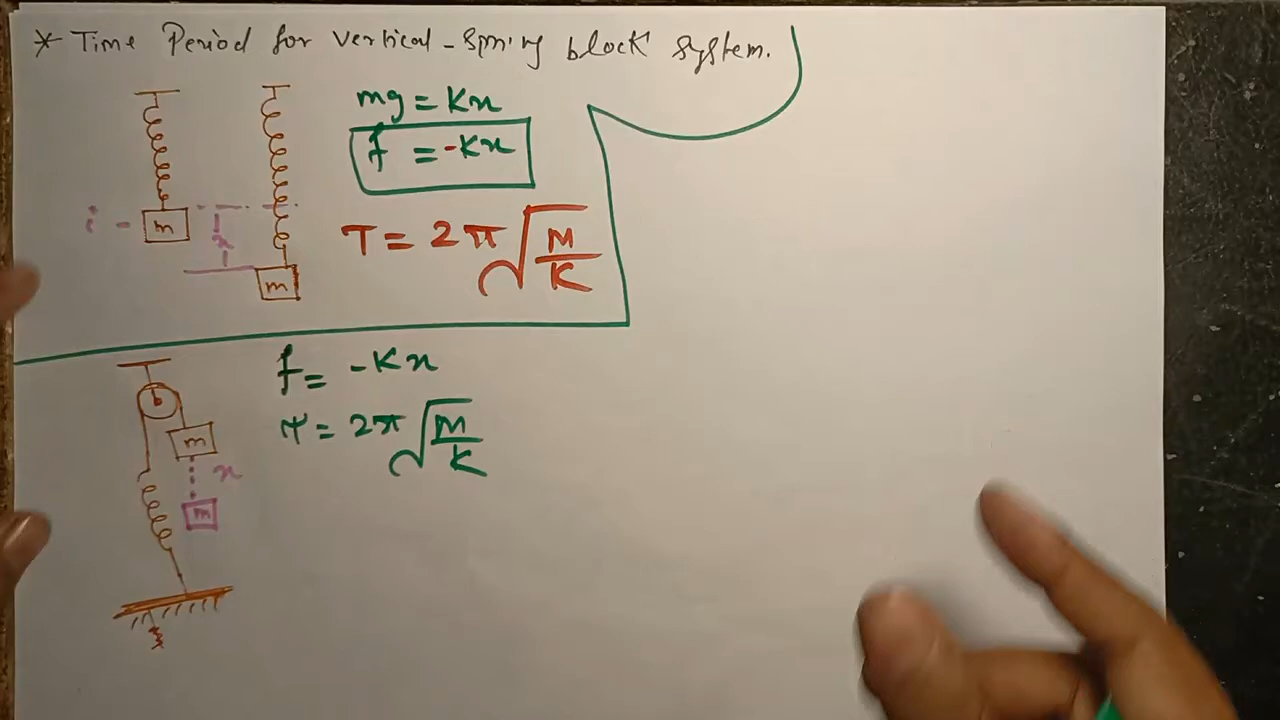 * Time Period for vertical-spring block system.
mg = Kx
f = -Kx
m
x
m
T = 2π√M/K
f = -Kx
T = 2π√M/K
m
x
m